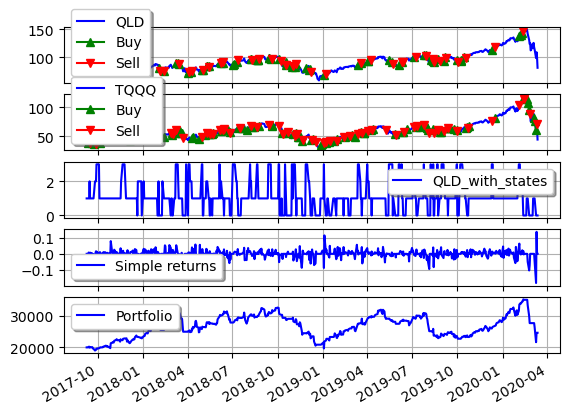 QLD
Buy
Sell
150
100
TQQQ
Buy
Sell
100
50
QLD_with_states
2
0
Simple returns
0.1
0.0
−0.1
Portfolio
30000
20000
2017-10
2018-01
2018-04
2018-07
2018-10
2019-01
2019-04
2019-07
2019-10
2020-01
2020-04